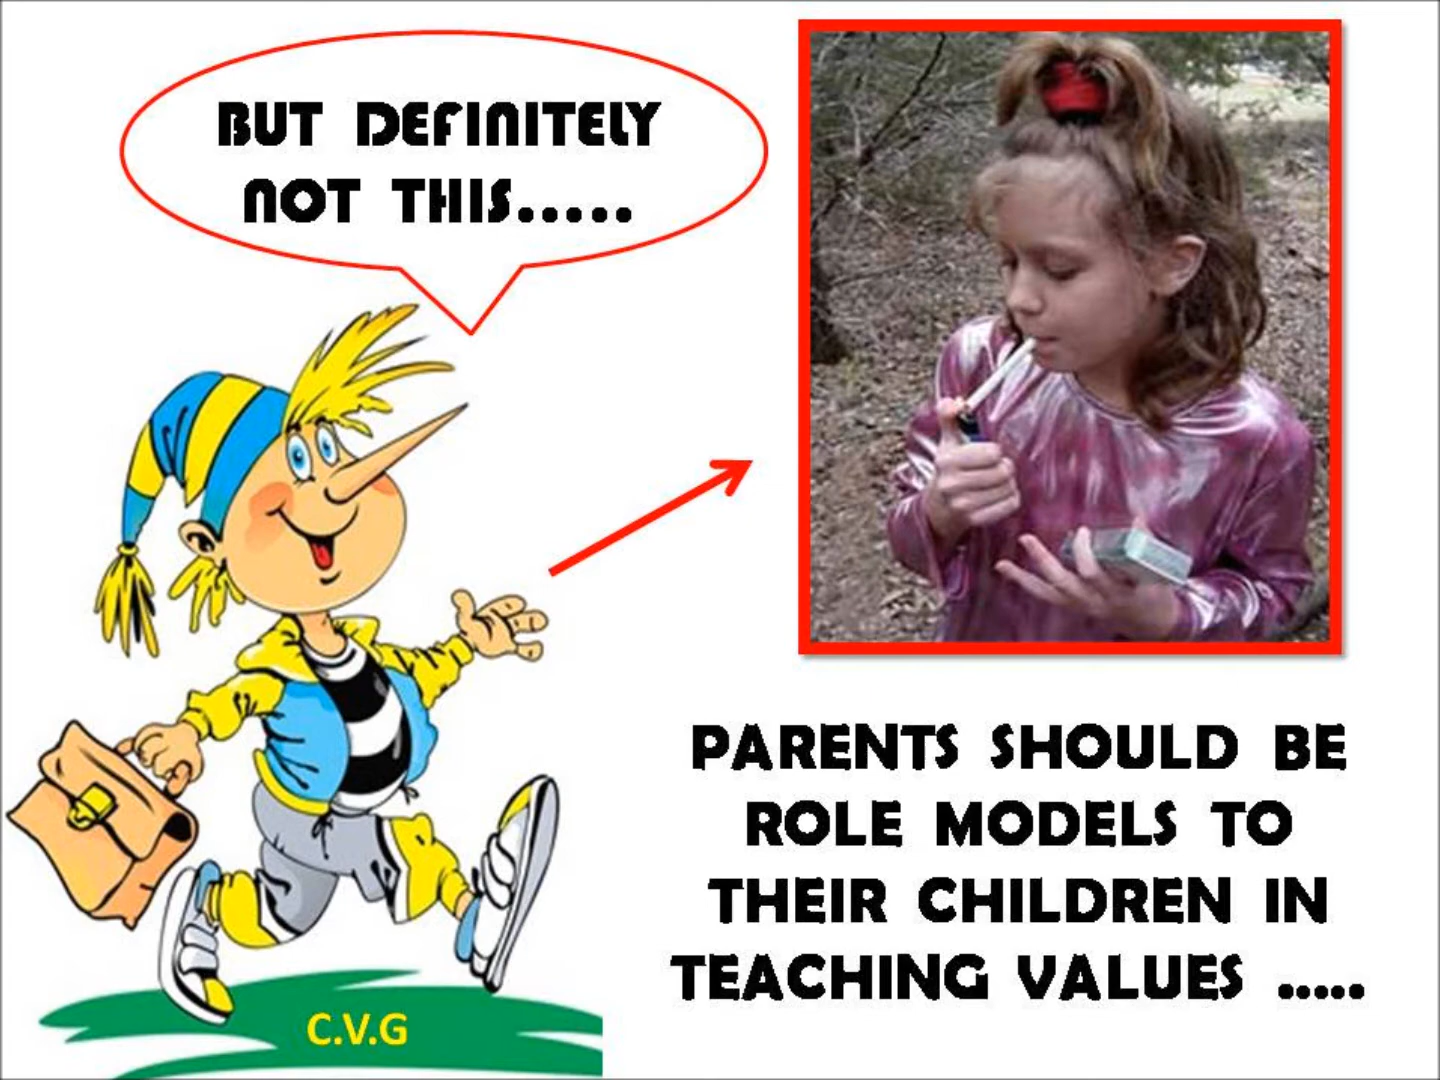 BUT DEFINITELY
NOT THIS.....
PARENTS SHOULD BE
ROLE MODELS TO
THEIR CHILDREN IN
TEACHING VALUES .....
C.V.G